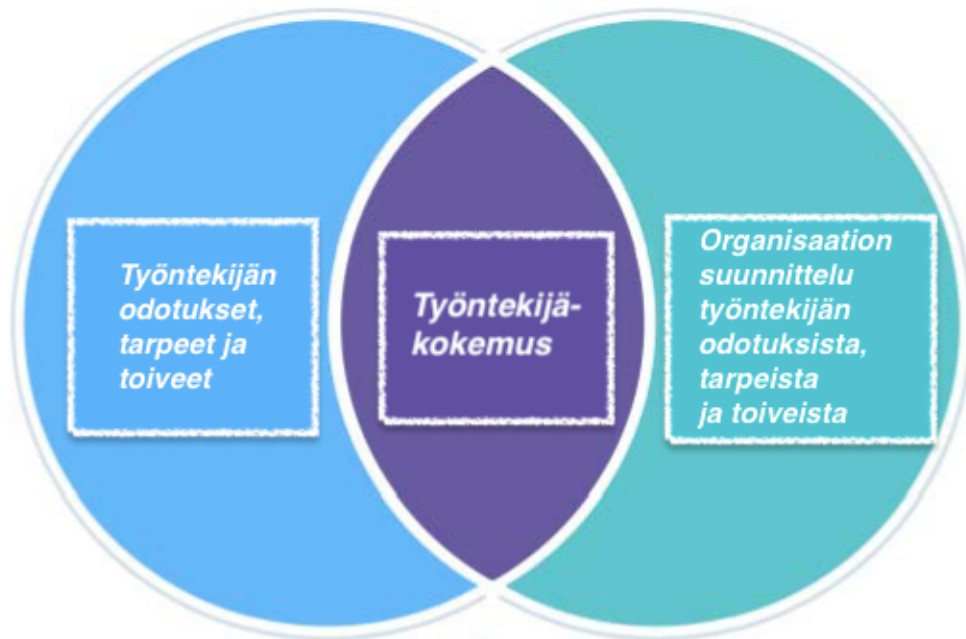 Työntekijän
odotukset,
tarpeet ja
toiveet
Työntekijä-
kokemus
Organisaation
suunnittelu
työntekijän
odotuksista,
tarpeista
ja toiveista